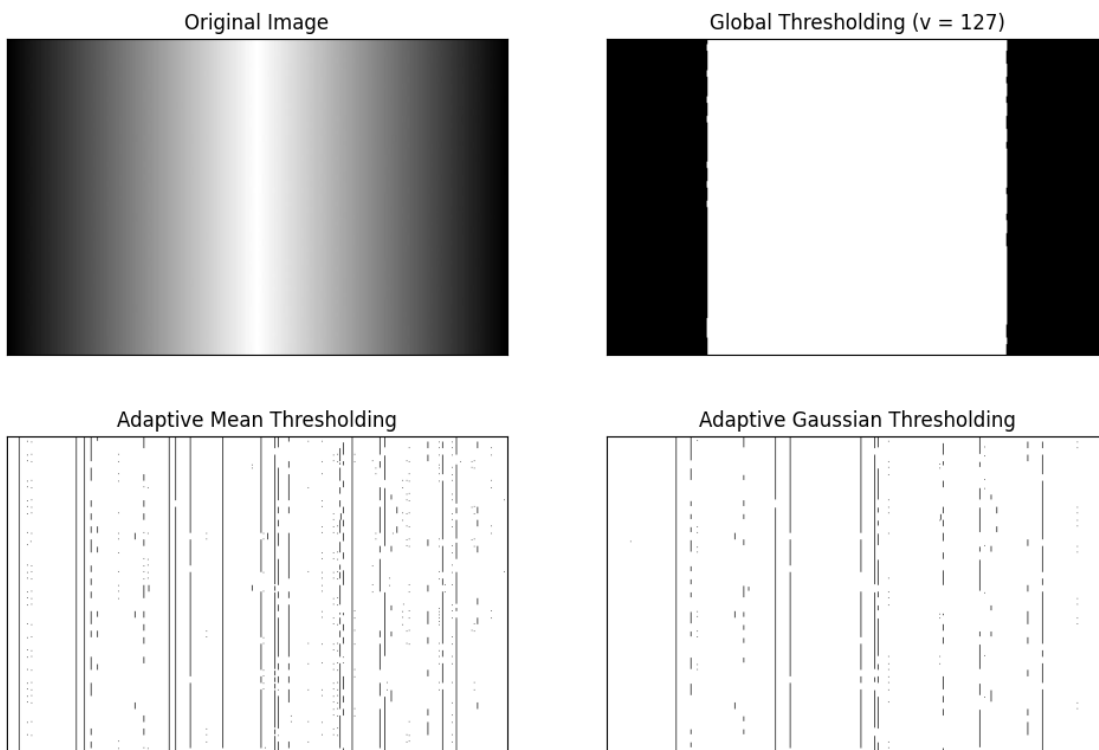 Original Image
Global Thresholding (v = 127)
Adaptive Mean Thresholding
Adaptive Gaussian Thresholding